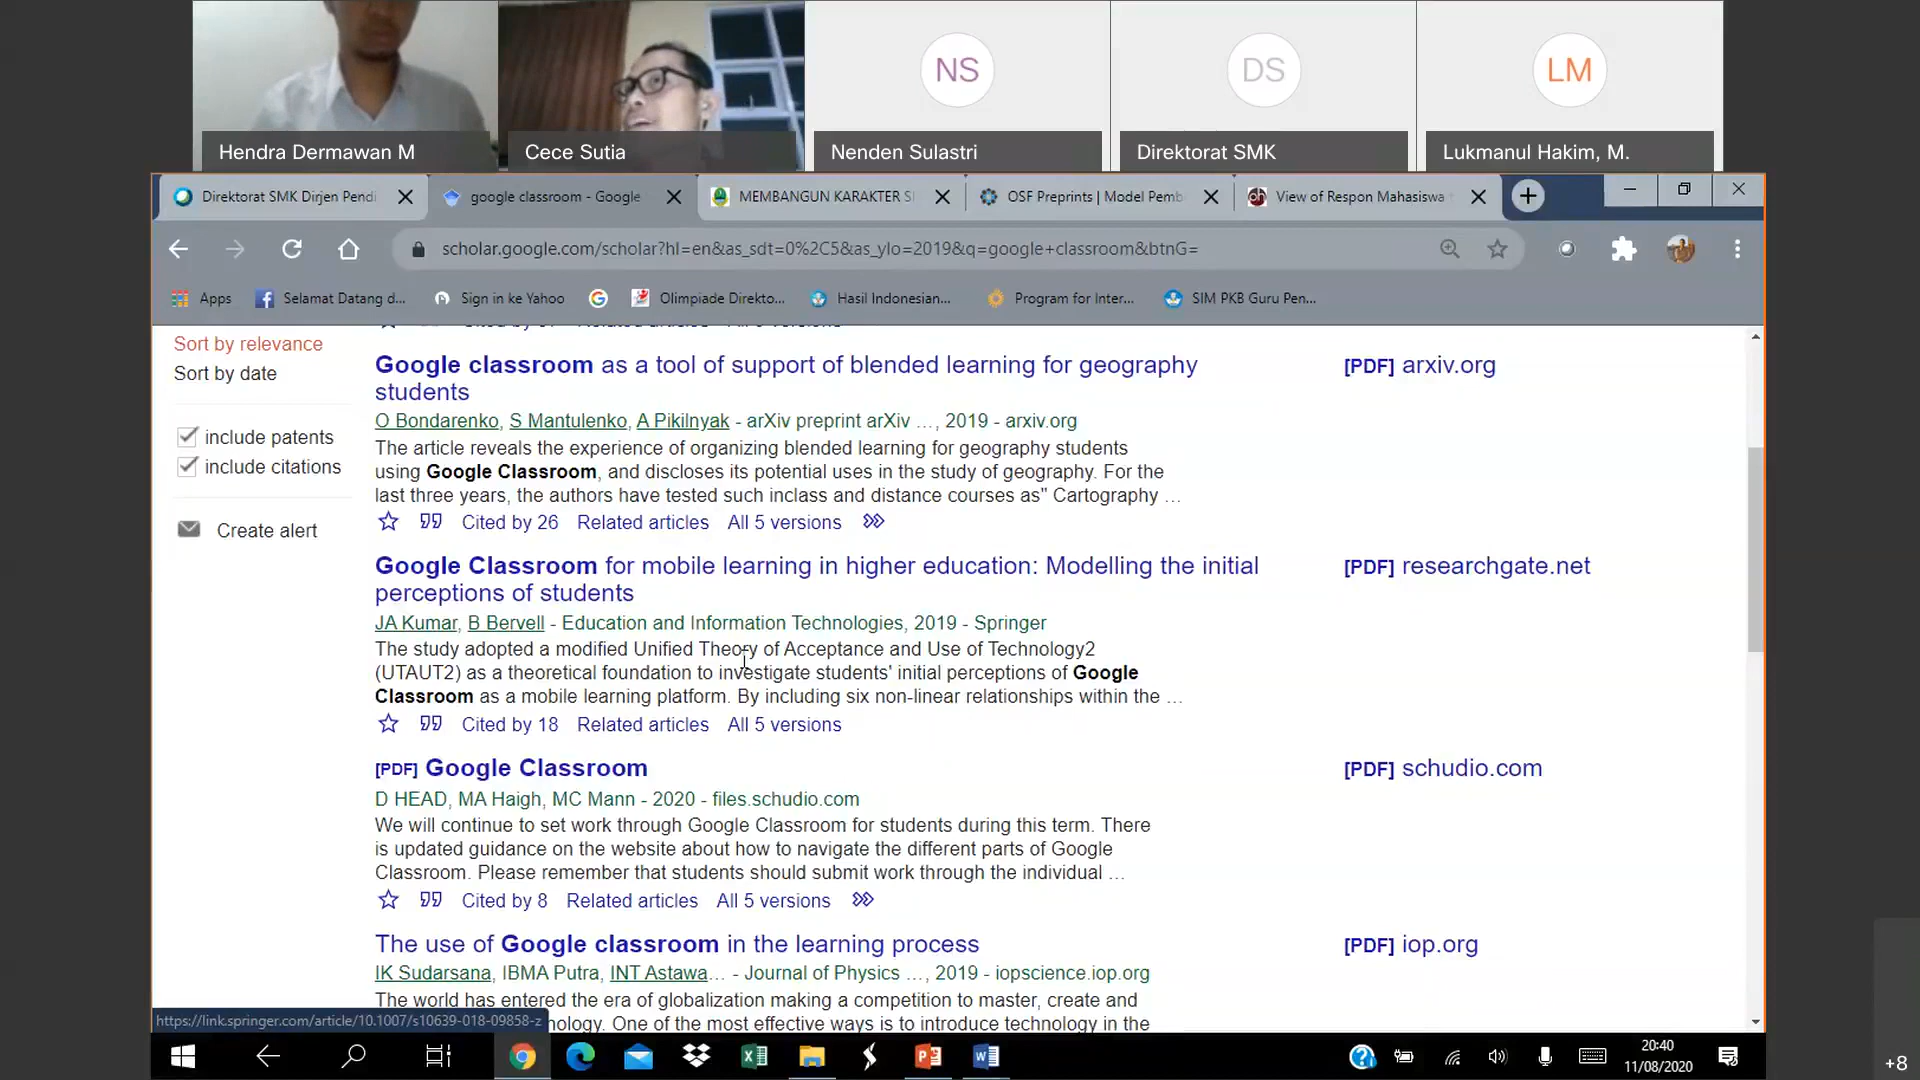 NS
DS
LM
Hendra Dermawan M
Cece Sutia
Nenden Sulastri
Direktorat SMK
Lukmanul Hakim, M.
Direktorat SMK Dirjen Pendi
google classroom - Google
MEMBANGUN KARAKTER S
OSF Preprints | Model Pemb
View of Respon Mahasiswa
scholar.google.com/scholar?hl=en&as_sdt=0%2C5&as_ylo=2019&q=google+classroom&btnG=
Apps
Selamat Datang d...
Sign in ke Yahoo
Olimpiade Direkto...
Hasil Indonesian...
Program for Inter...
SIM PKB Guru Pen...
Sort by relevance
Sort by date
include patents
include citations
Create alert
Google classroom as a tool of support of blended learning for geography
students
[PDF] arxiv.org
O Bondarenko, S Mantulenko, A Pikilnyak - arXiv preprint arXiv …, 2019 - arxiv.org
The article reveals the experience of organizing blended learning for geography students
using Google Classroom, and discloses its potential uses in the study of geography. For the
last three years, the authors have tested such inclass and distance courses as" Cartography …
Cited by 26 Related articles All 5 versions
Google Classroom for mobile learning in higher education: Modelling the initial
perceptions of students
[PDF] researchgate.net
JA Kumar, B Bervell - Education and Information Technologies, 2019 - Springer
The study adopted a modified Unified Theory of Acceptance and Use of Technology2
(UTAUT2) as a theoretical foundation to investigate students' initial perceptions of Google
Classroom as a mobile learning platform. By including six non-linear relationships within the …
Cited by 18 Related articles All 5 versions
[PDF] Google Classroom
[PDF] schudio.com
D HEAD, MA Haigh, MC Mann - 2020 - files.schudio.com
We will continue to set work through Google Classroom for students during this term. There
is updated guidance on the website about how to navigate the different parts of Google
Classroom. Please remember that students should submit work through the individual …
Cited by 8 Related articles All 5 versions
The use of Google classroom in the learning process
[PDF] iop.org
IK Sudarsana, IBMA Putra, INT Astawa… - Journal of Physics …, 2019 - iopscience.iop.org
The world has entered the era of globalization making a competition to master, create and
nology. One of the most effective ways is to introduce technology in the
https://link.springer.com/article/10.1007/s10639-018-09858-z
20:40
11/08/2020
+8